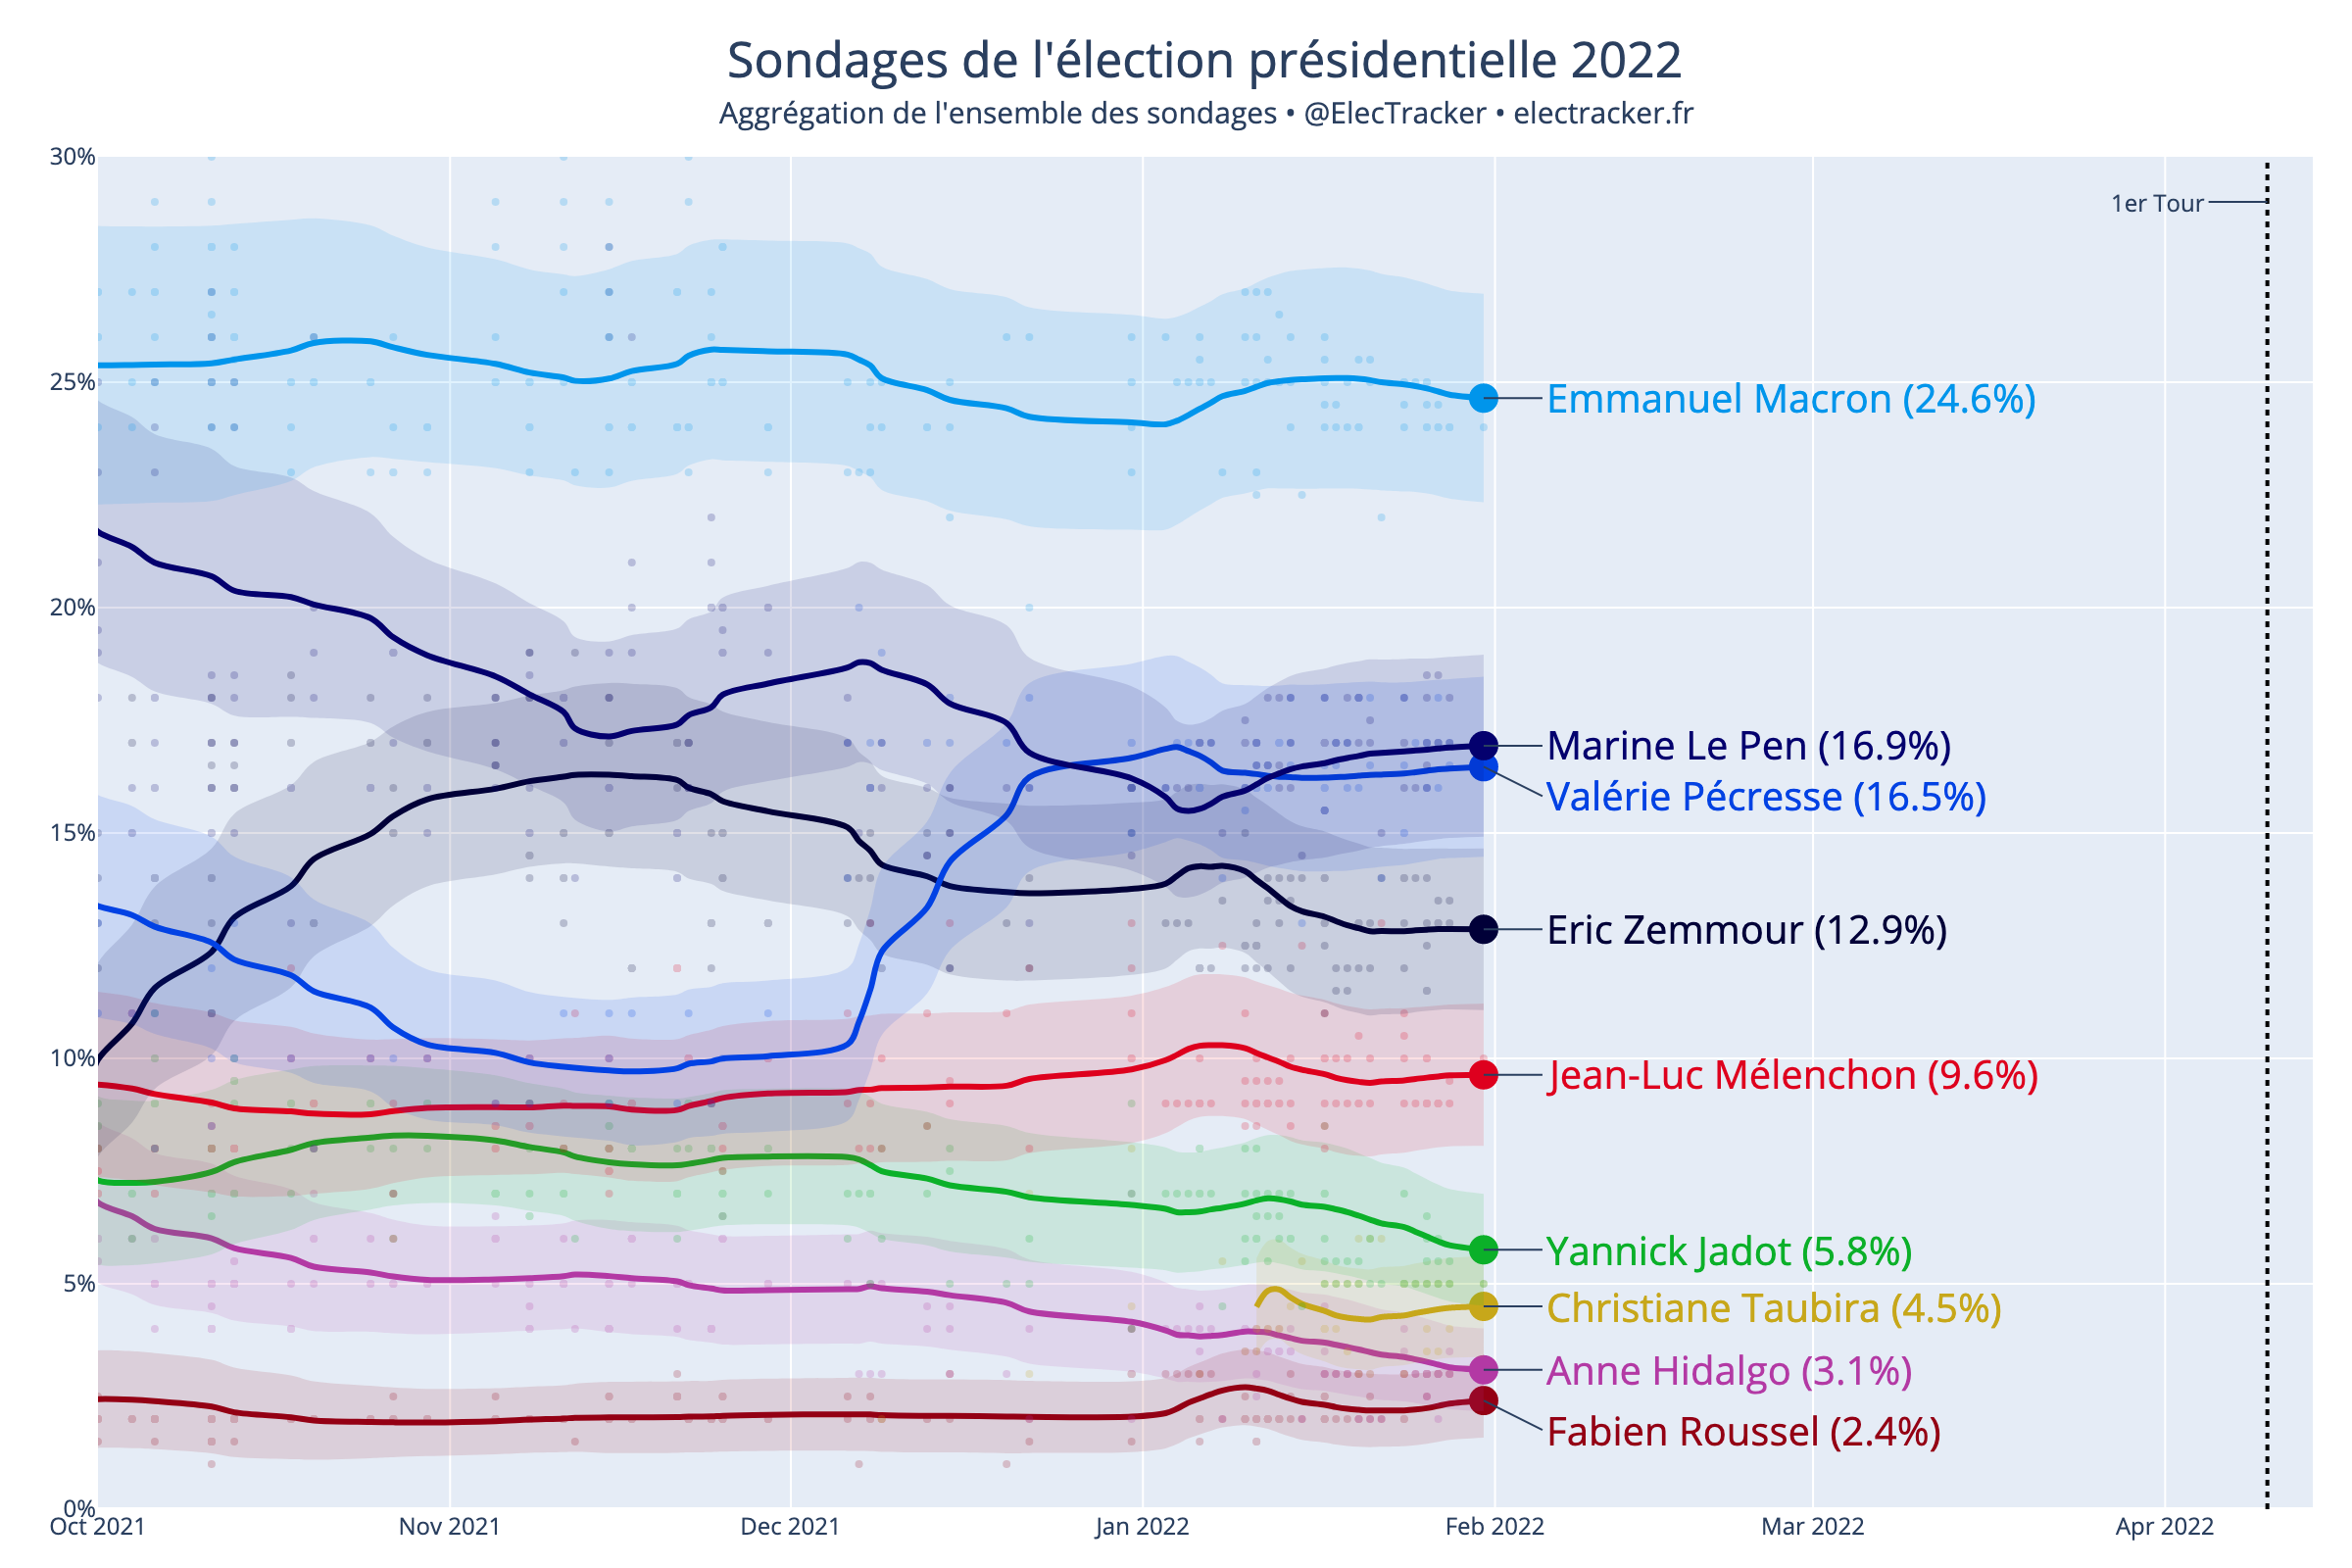 Sondages de l'élection présidentielle 2022
Aggrégation de l'ensemble des sondages • @ElecTracker • electracker.fr
30%
1er Tour
25%
Emmanuel Macron (24.6%)
20%
Marine Le Pen (16.9%)
Valérie Pécresse (16.5%)
15%
Eric Zemmour (12.9%)
10%
Jean-Luc Mélenchon (9.6%)
Yannick Jadot (5.8%)
5%
Christiane Taubira (4.5%)
Anne Hidalgo (3.1%)
Fabien Roussel (2.4%)
0%
Oct 2021 Nov 2021 Dec 2021 Jan 2022 Feb 2022 Mar 2022 Apr 2022